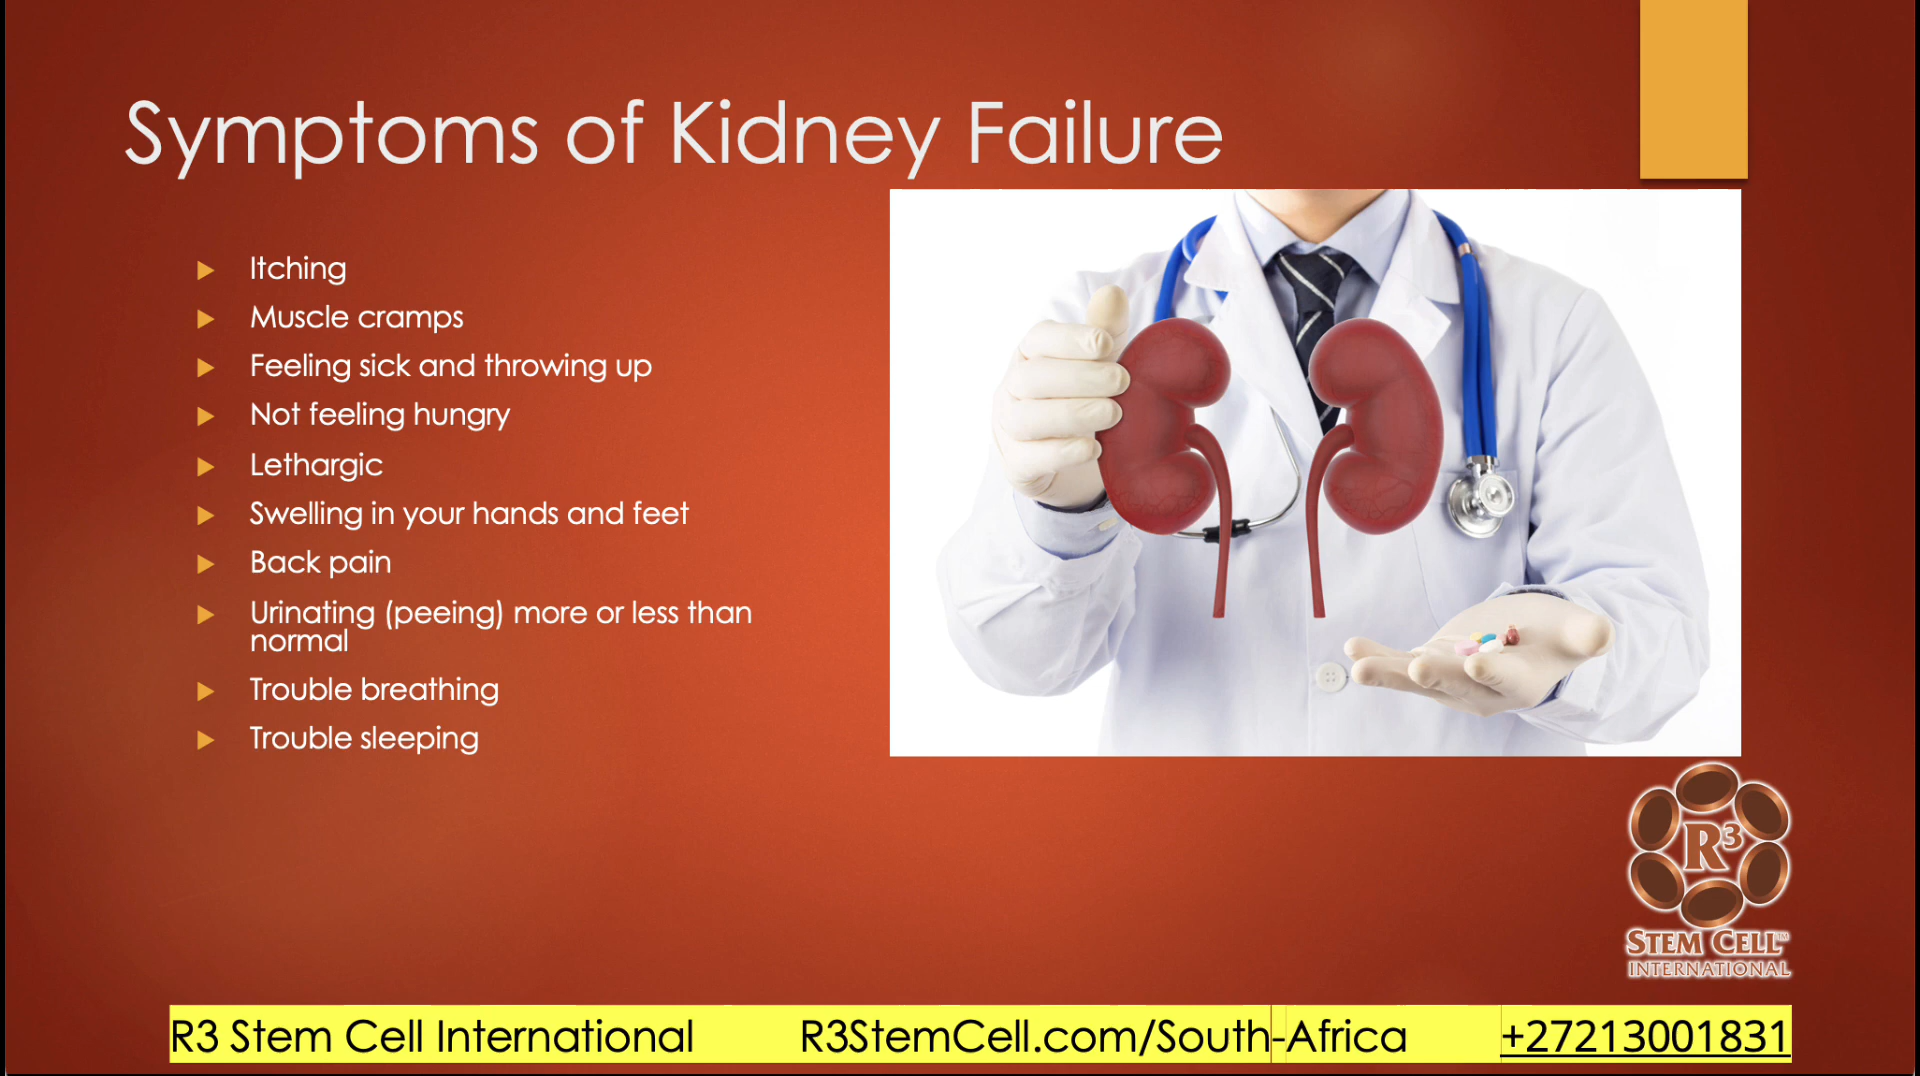 Symptoms of Kidney Failure
Itching
Muscle cramps
Feeling sick and throwing up
Not feeling hungry
Lethargic
Swelling in your hands and feet
Back pain
Urinating (peeing) more or less than
normal
Trouble breathing
Trouble sleeping
R³
STEM CELL™
INTERNATIONAL
R3 Stem Cell International R3StemCell.com/South-Africa +27213001831